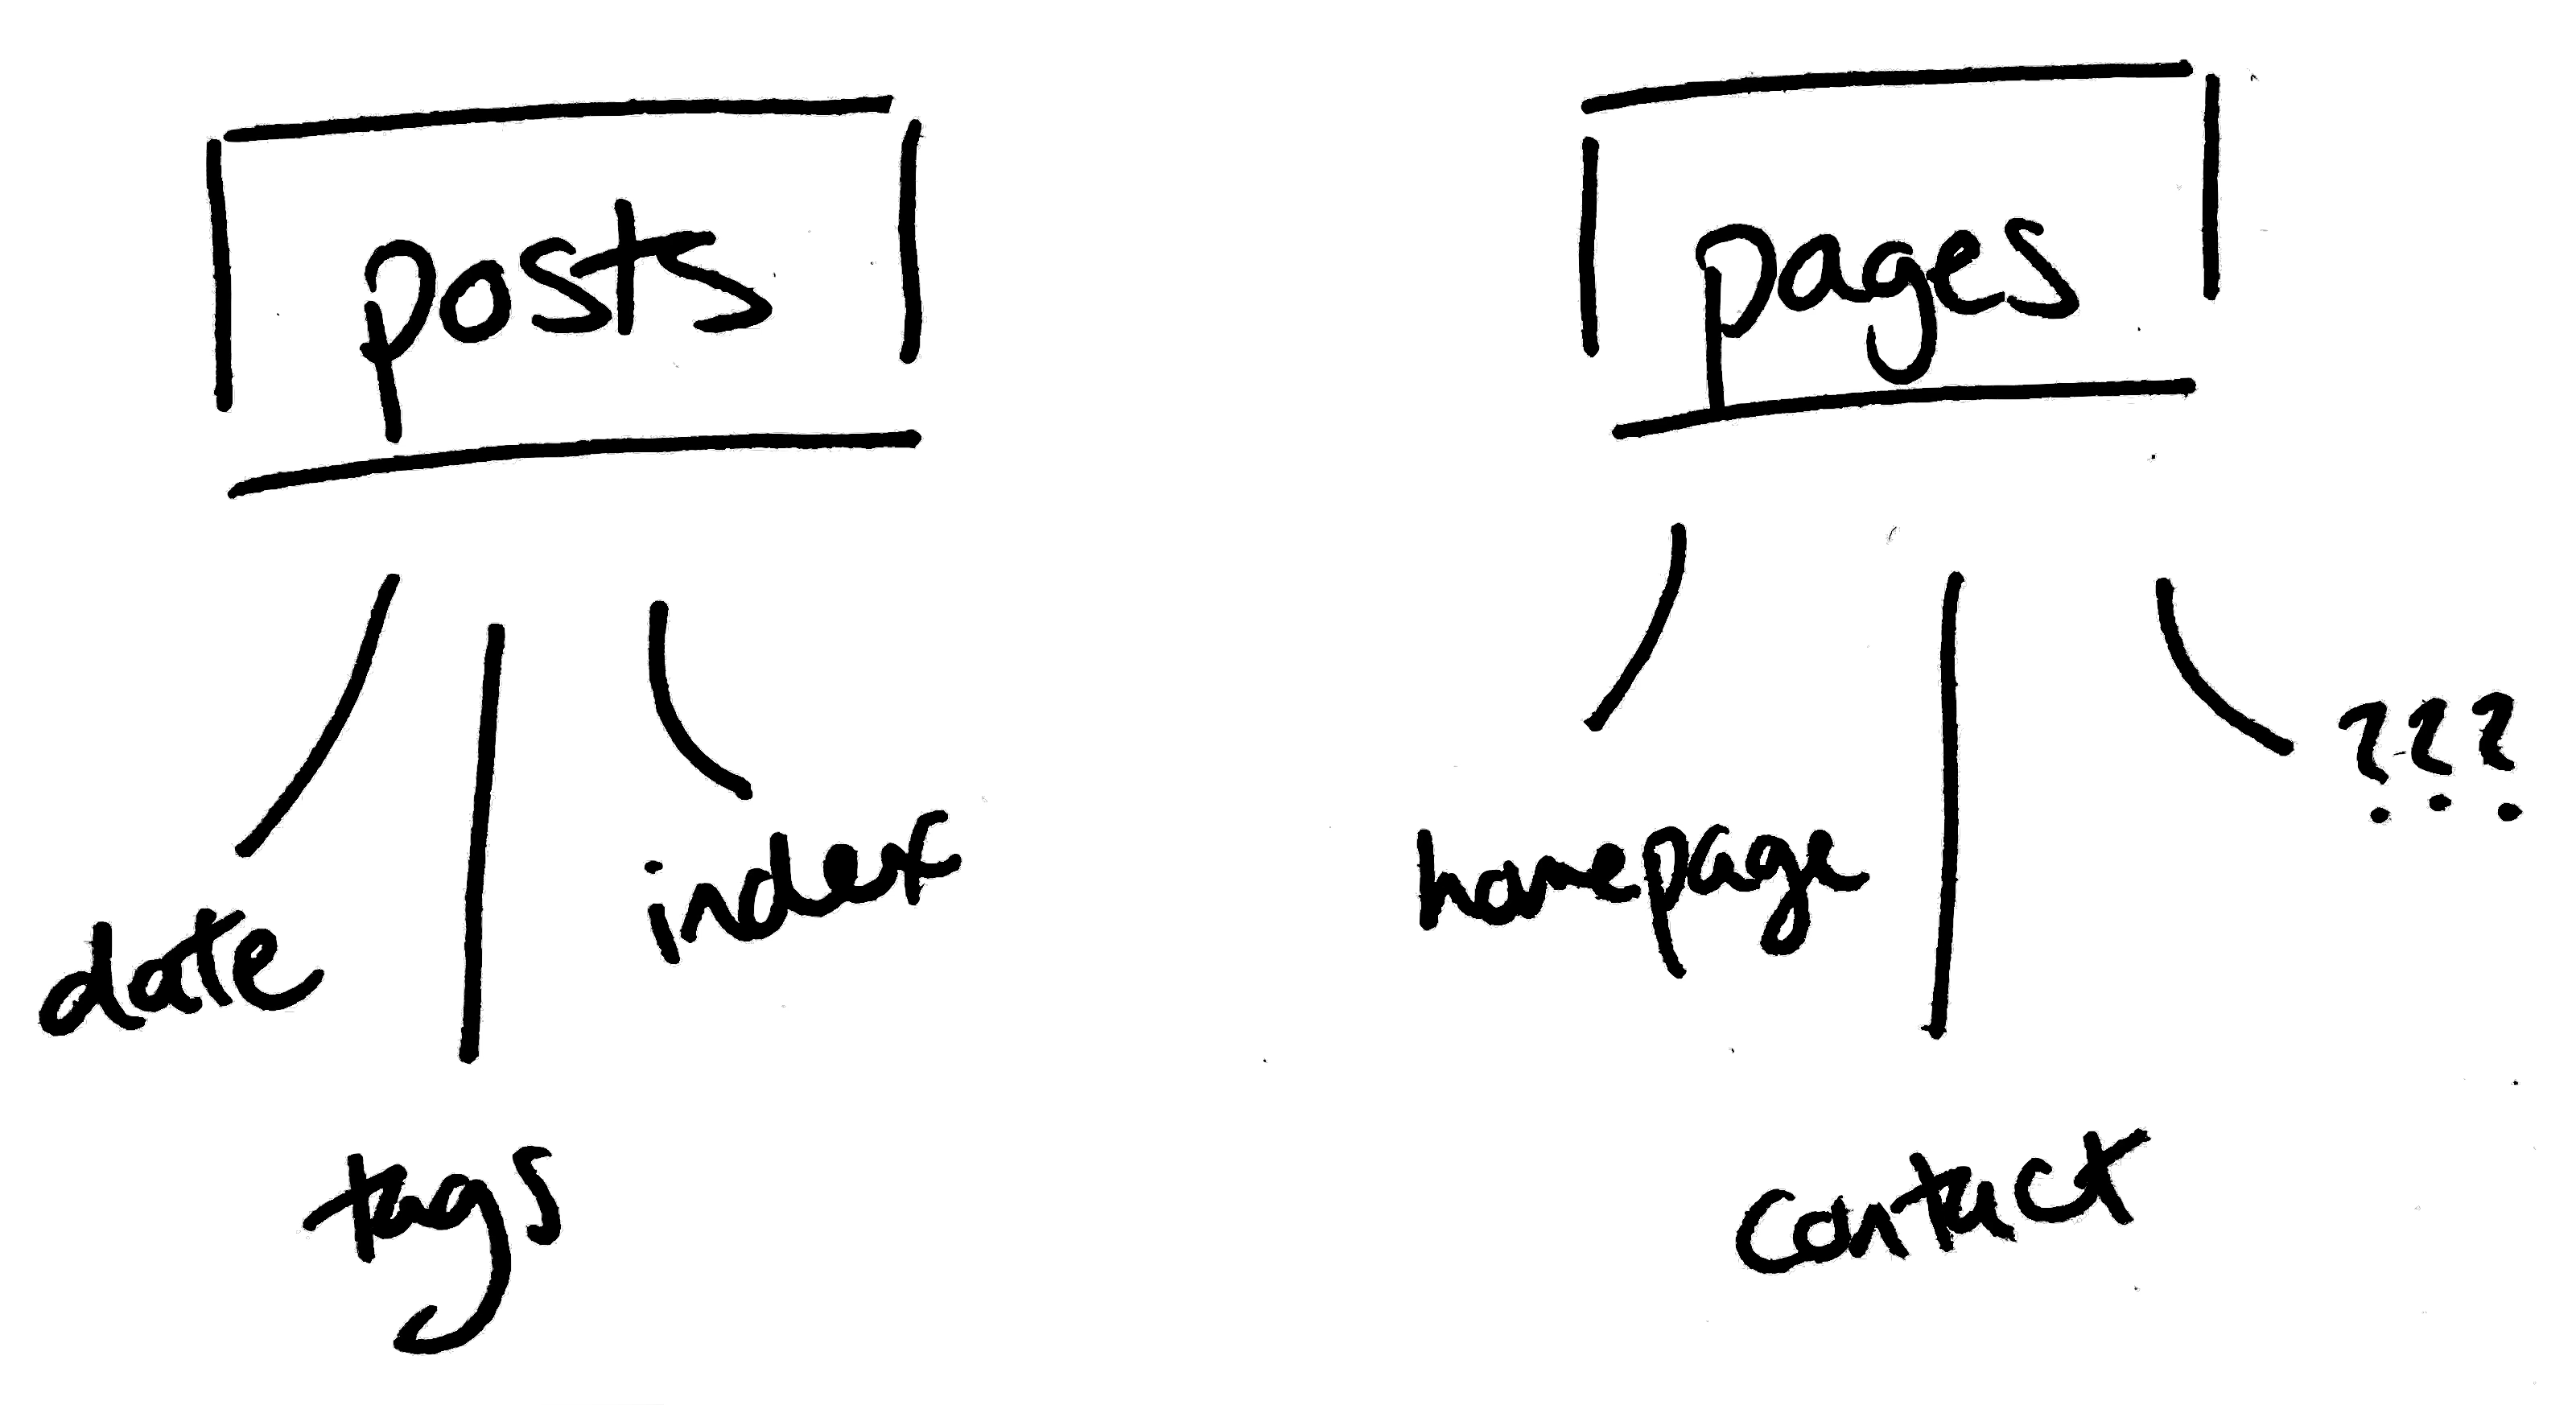 posts
pages
date
tags
index
homepage
contact
???